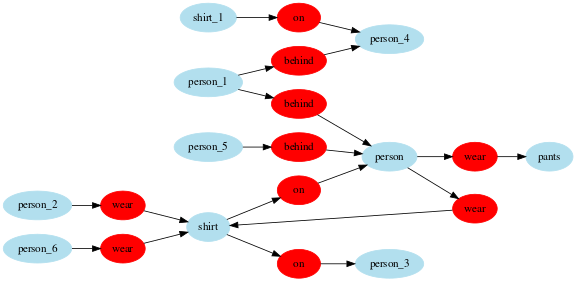 shirt_1
on
person_4
behind
person_1
behind
person_5
behind
person
wear
pants
on
person_2
wear
wear
shirt
person_6
wear
on
person_3